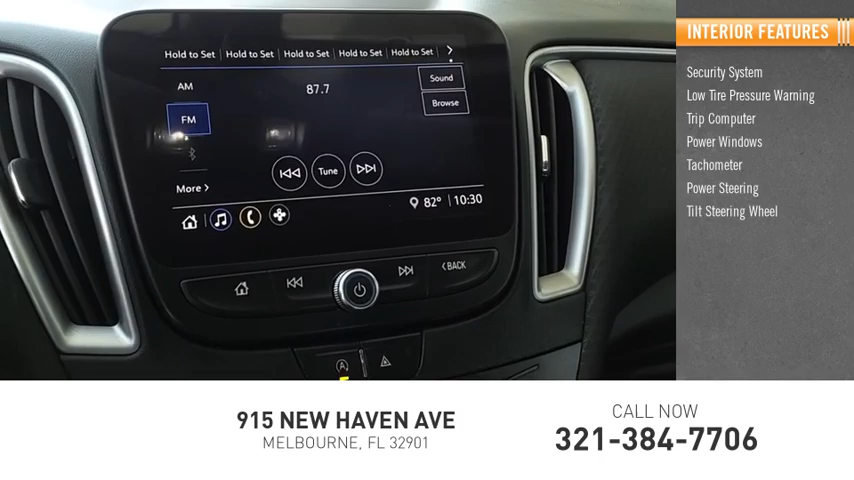 Hold to Set Hold to Set Hold to Set Hold to Set Hold to Set
AM 87.7 Sound
FM Browse
Tune
More
82° 10:30
BACK
A
INTERIOR FEATURES
Security System
Low Tire Pressure Warning
Trip Computer
Power Windows
Tachometer
Power Steering
Tilt Steering Wheel
915 NEW HAVEN AVE
MELBOURNE, FL 32901
CALL NOW
321-384-7706